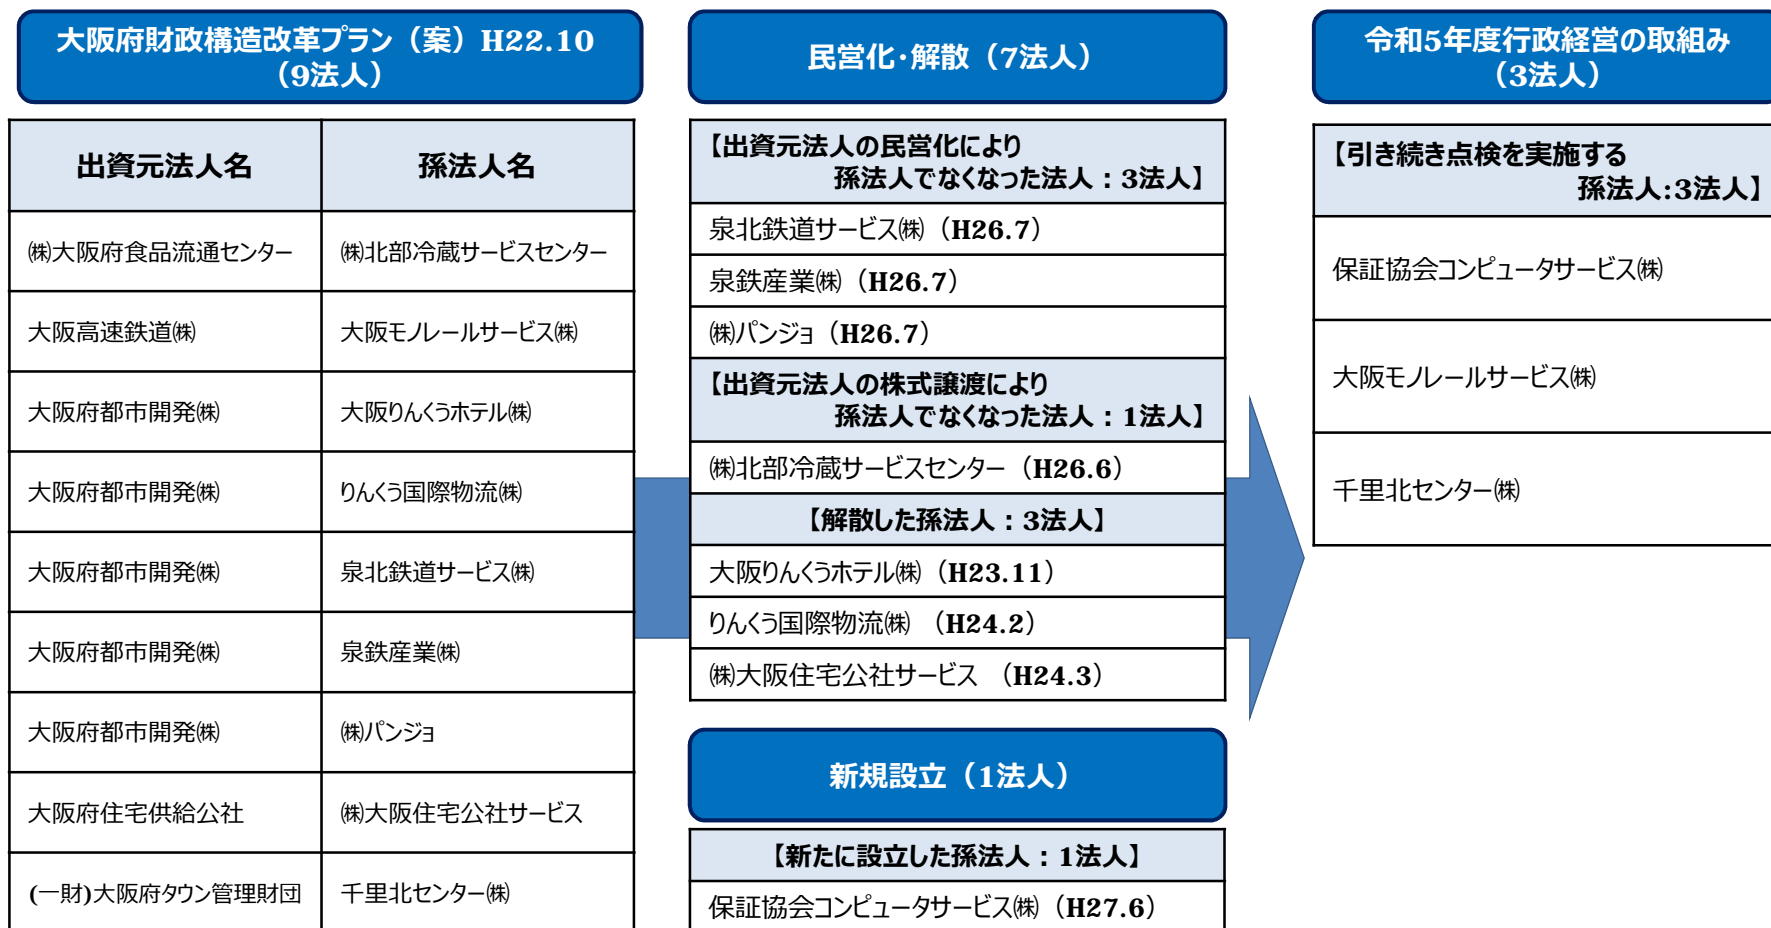 大阪府財政構造改革プラン（案）H22.10
（9法人）
出資元法人名 孫法人名
㈱大阪府食品流通センター ㈱北部冷蔵サービスセンター
大阪高速鉄道㈱ 大阪モノレールサービス㈱
大阪府都市開発㈱ 大阪りんくうホテル㈱
大阪府都市開発㈱ りんくう国際物流㈱
大阪府都市開発㈱ 泉北鉄道サービス㈱
大阪府都市開発㈱ 泉鉄産業㈱
大阪府都市開発㈱ ㈱パンジョ
大阪府住宅供給公社 ㈱大阪住宅公社サービス
(一財)大阪府タウン管理財団 千里北センター㈱
民営化・解散（7法人）
【出資元法人の民営化により
孫法人でなくなった法人：3法人】
泉北鉄道サービス㈱（H26.7）
泉鉄産業㈱（H26.7）
㈱パンジョ（H26.7）
【出資元法人の株式譲渡により
孫法人でなくなった法人：1法人】
㈱北部冷蔵サービスセンター（H26.6）
【解散した孫法人：3法人】
大阪りんくうホテル㈱（H23.11）
りんくう国際物流㈱（H24.2）
㈱大阪住宅公社サービス（H24.3）
新規設立（1法人）
【新たに設立した孫法人：1法人】
保証協会コンピュータサービス㈱（H27.6）
令和5年度行政経営の取組み
（3法人）
【引き続き点検を実施する
孫法人:3法人】
保証協会コンピュータサービス㈱
大阪モノレールサービス㈱
千里北センター㈱